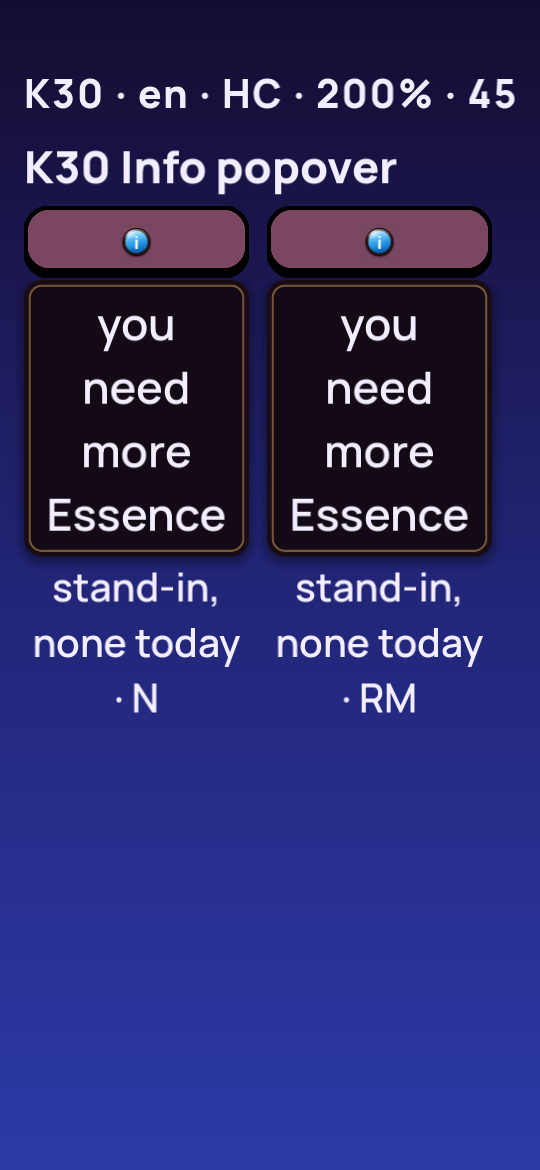 K30 · en · HC · 200% · 45
K30 Info popover
you
need
more
Essence
stand-in,
none today
· N
you
need
more
Essence
stand-in,
none today
· RM